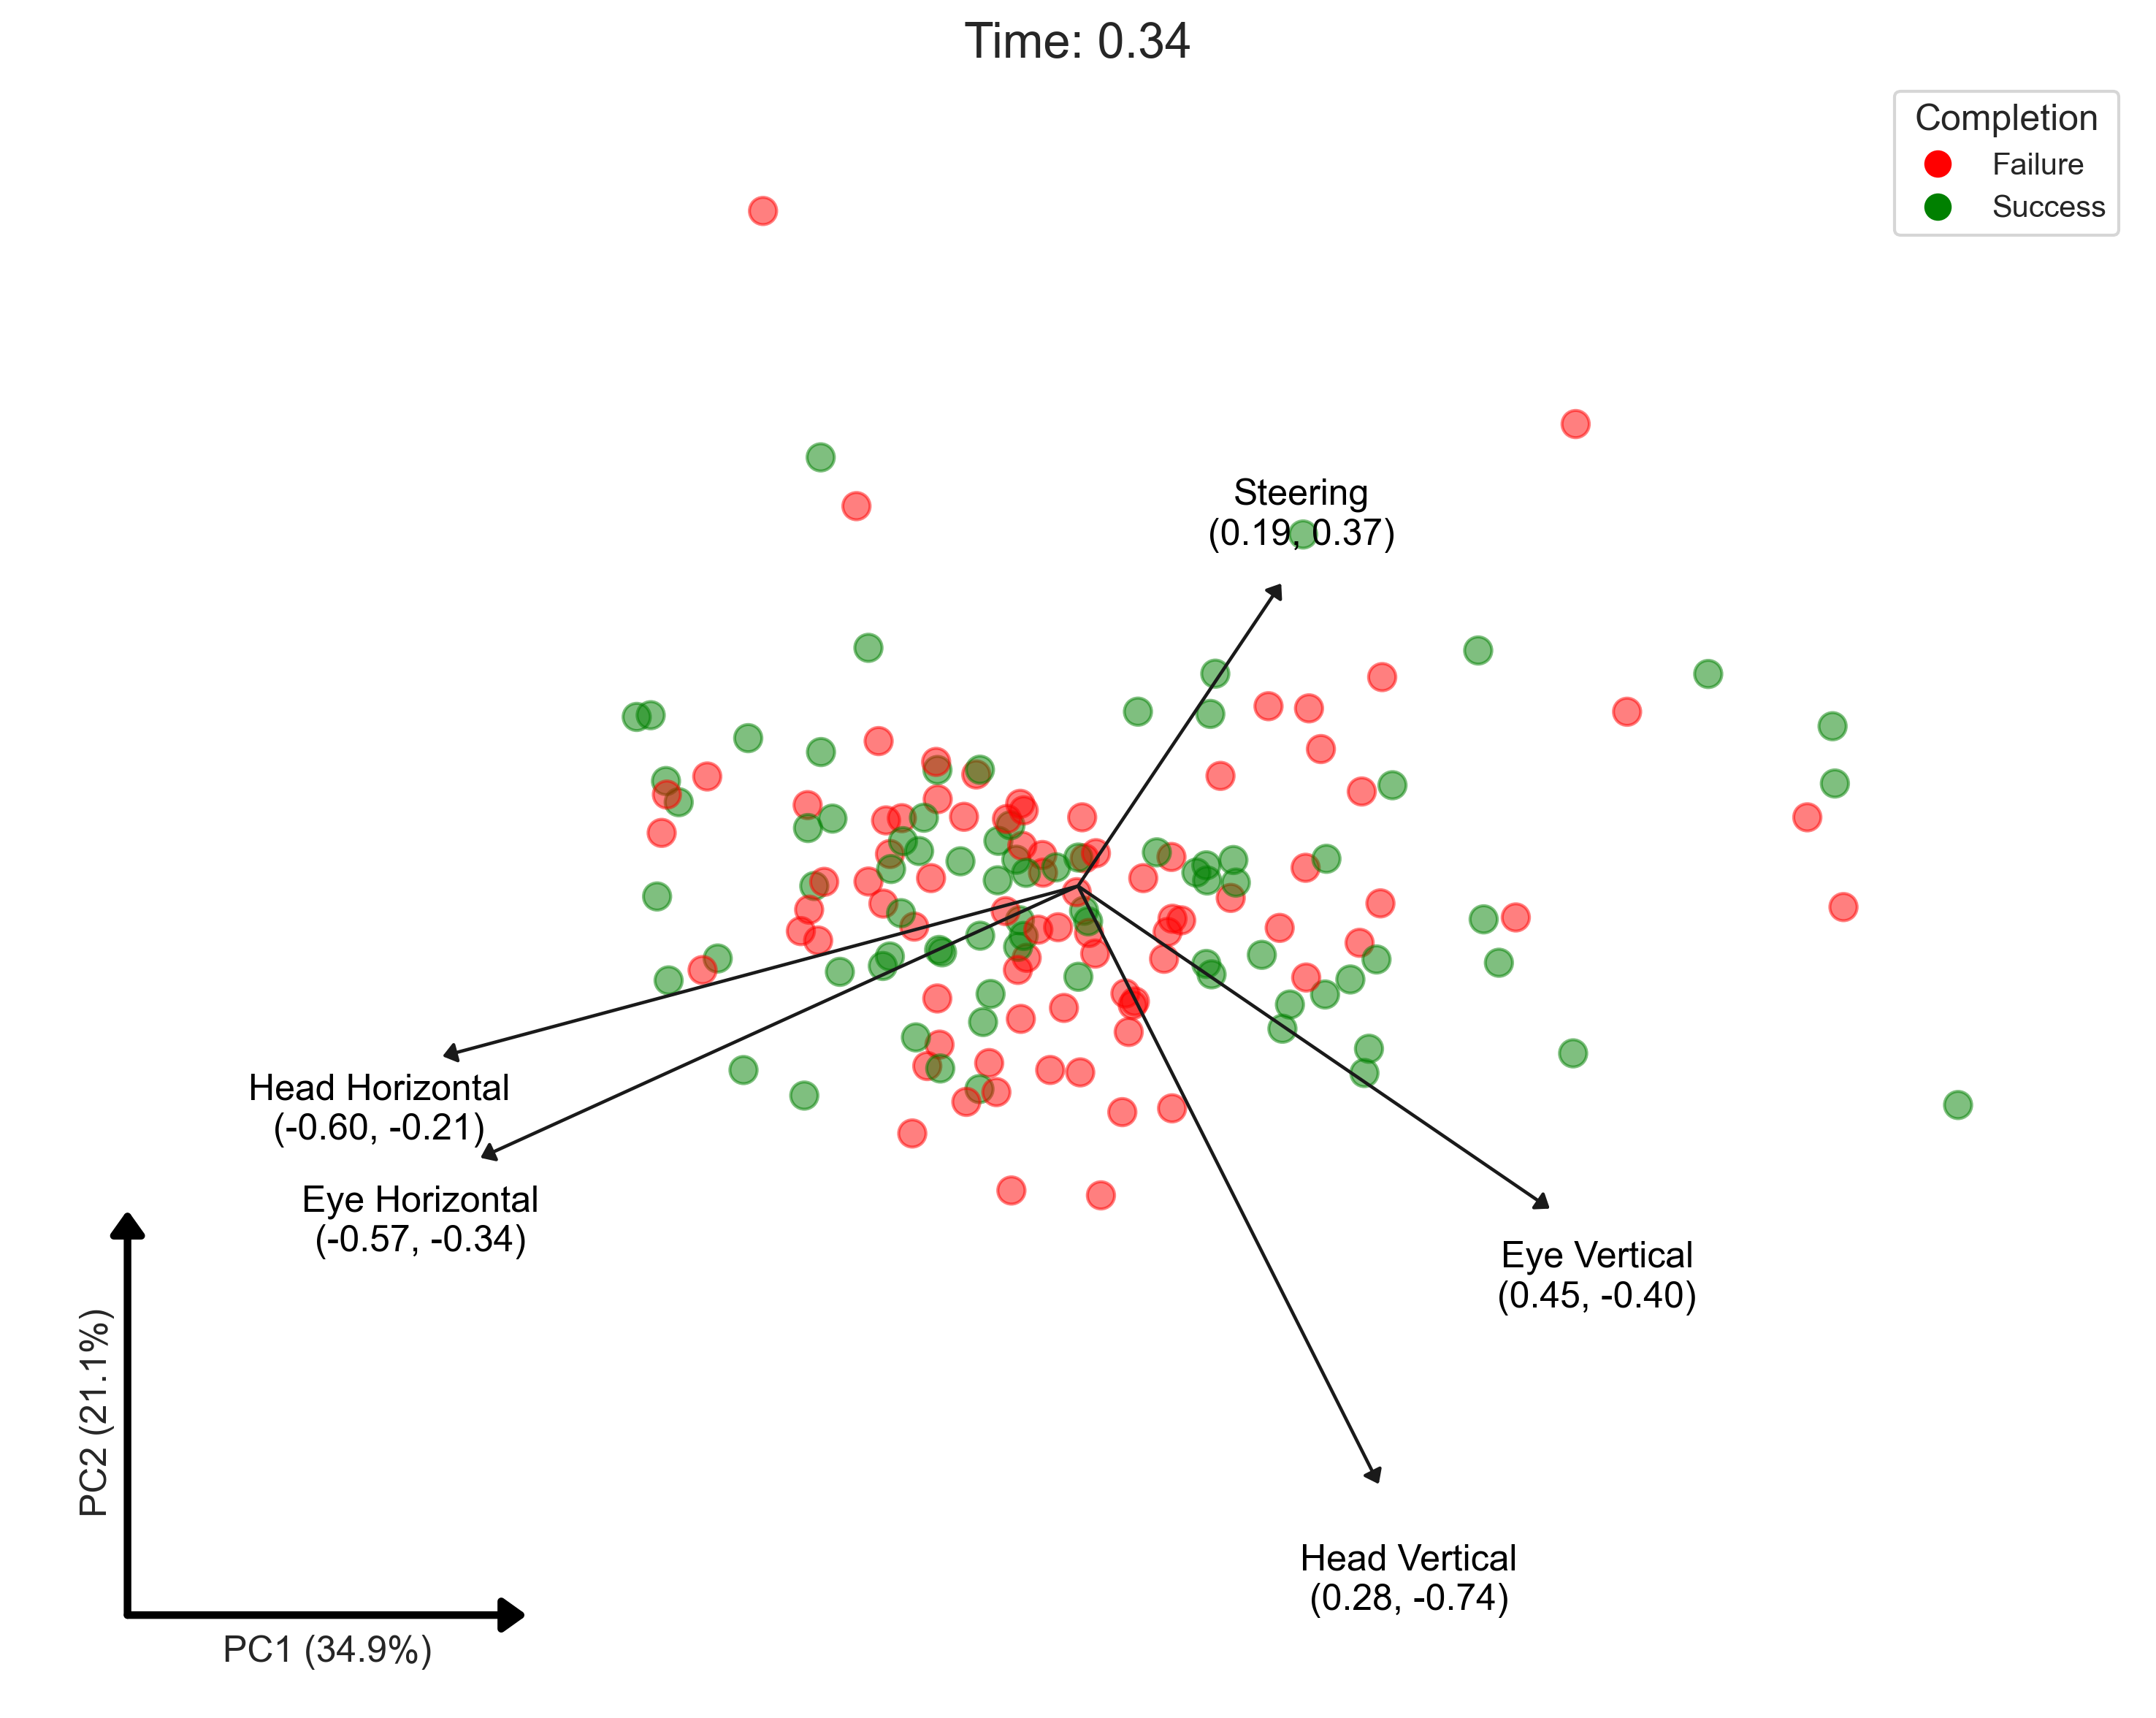 Time: 0.34
Completion
Failure
Success
Steering
(0.19, 0.37)
Head Horizontal
(-0.60, -0.21)
Eye Horizontal
(-0.57, -0.34)
Eye Vertical
(0.45, -0.40)
Head Vertical
(0.28, -0.74)
PC2 (21.1%)
PC1 (34.9%)